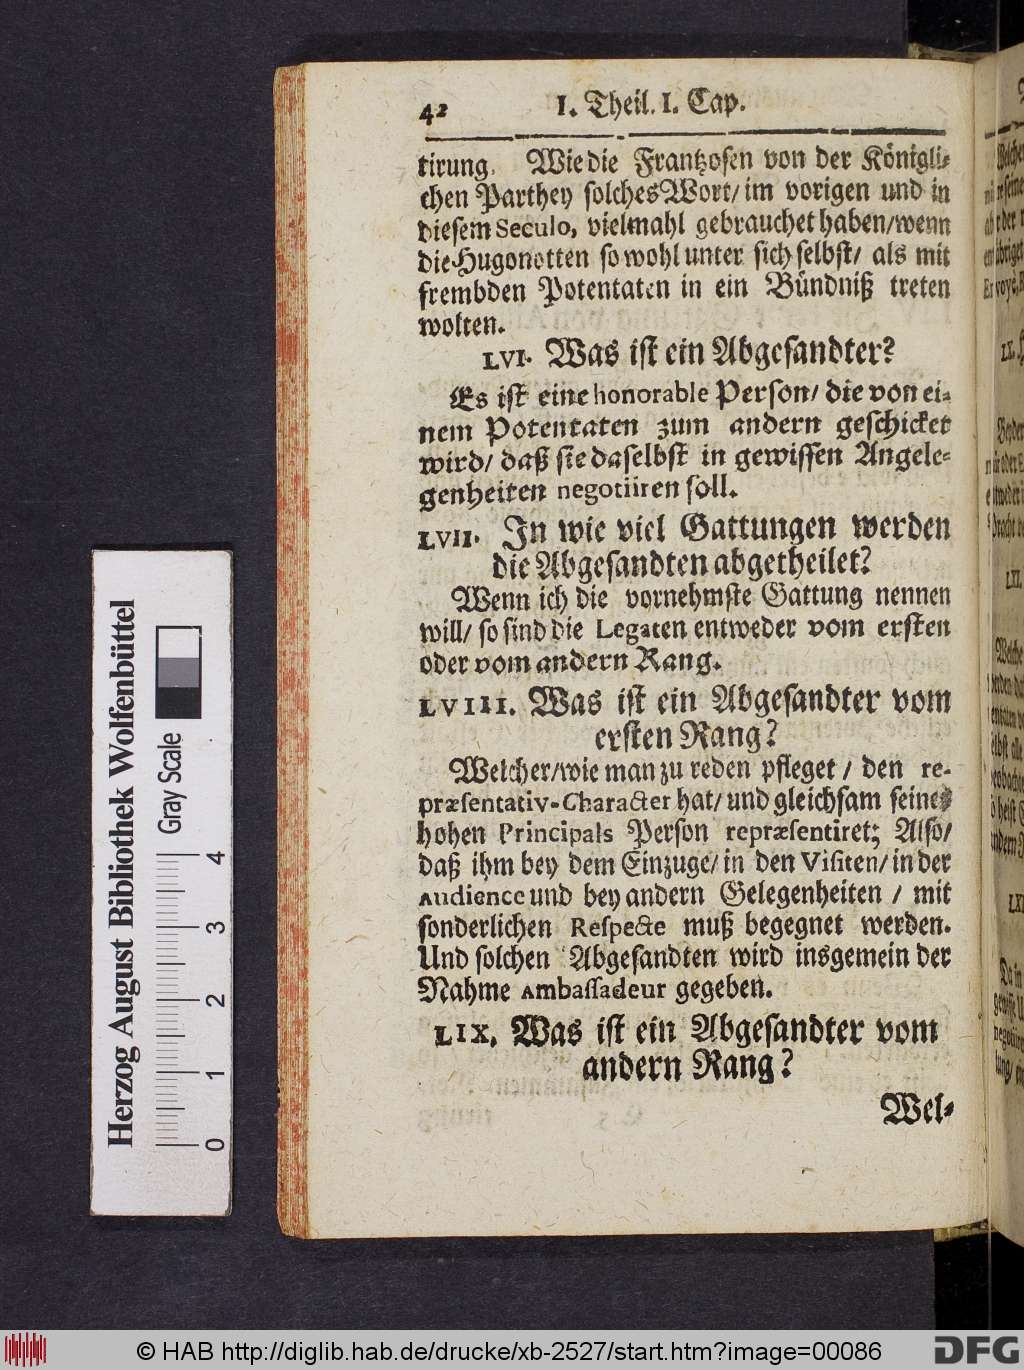 42 I. Theil. I. Cap.
tirung. Wie die Frantzosen von der Königli-
chen Parthey solches Wort/ im vorigen und in
diesem Seculo, vielmahl gebrauchet haben/wenn
die Hugonotten so wohl unter sich selbst/ als mit
frembden Potentaten in ein Bündniß treten
wolten.
LVI. Was ist ein Abgesandter?
Es ist eine honorable Person/ die von ei-
nem Potentaten zum andern geschicket
wird/ daß sie daselbst in gewissen Angele-
genheiten negotiiren soll.
LVII. In wie viel Gattungen werden
die Abgesandten abgetheilet?
Wenn ich die vornehmste Gattung nennen
will/ so sind die Legaten entweder vom ersten
oder vom andern Rang.
LVIII. Was ist ein Abgesandter vom
ersten Rang?
Welcher/wie man zu reden pfleget / den re-
præsentativ-Character hat/ und gleichsam seines
hohen Principals Person repræsentiret; Also/
daß ihm bey dem Einzuge/ in den Visiten/ in der
Audience und bey andern Gelegenheiten / mit
sonderlichen Respecte muß begegnet werden.
Und solchen Abgesandten wird insgemein der
Nahme Ambassadeur gegeben.
LIX. Was ist ein Abgesandter vom
andern Rang?
Wel-
Herzog August Bibliothek Wolfenbüttel
Gray Scale
0 1 2 3 4
© HAB http://diglib.hab.de/drucke/xb-2527/start.htm?image=00086
DFG